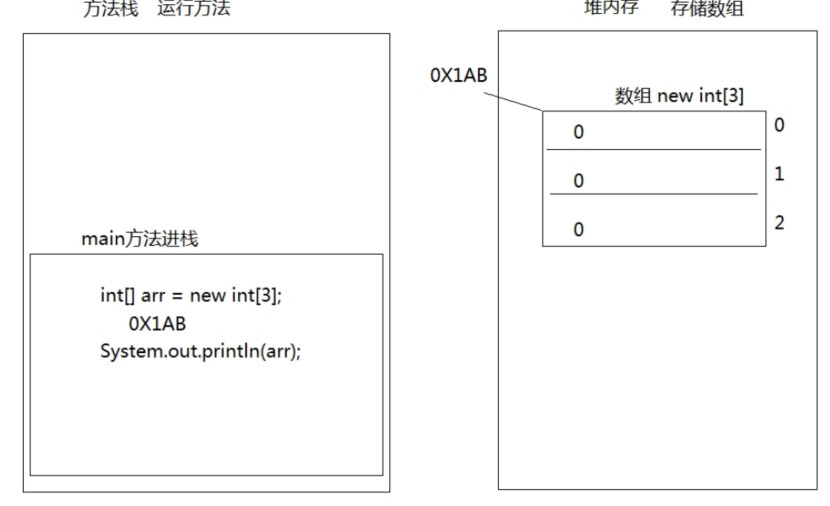 方法栈 运行方法
main方法进栈
int[] arr = new int[3];
0X1AB
System.out.println(arr);
堆内存 存储数组
0X1AB
数组 new int[3]
0 0
0 1
0 2